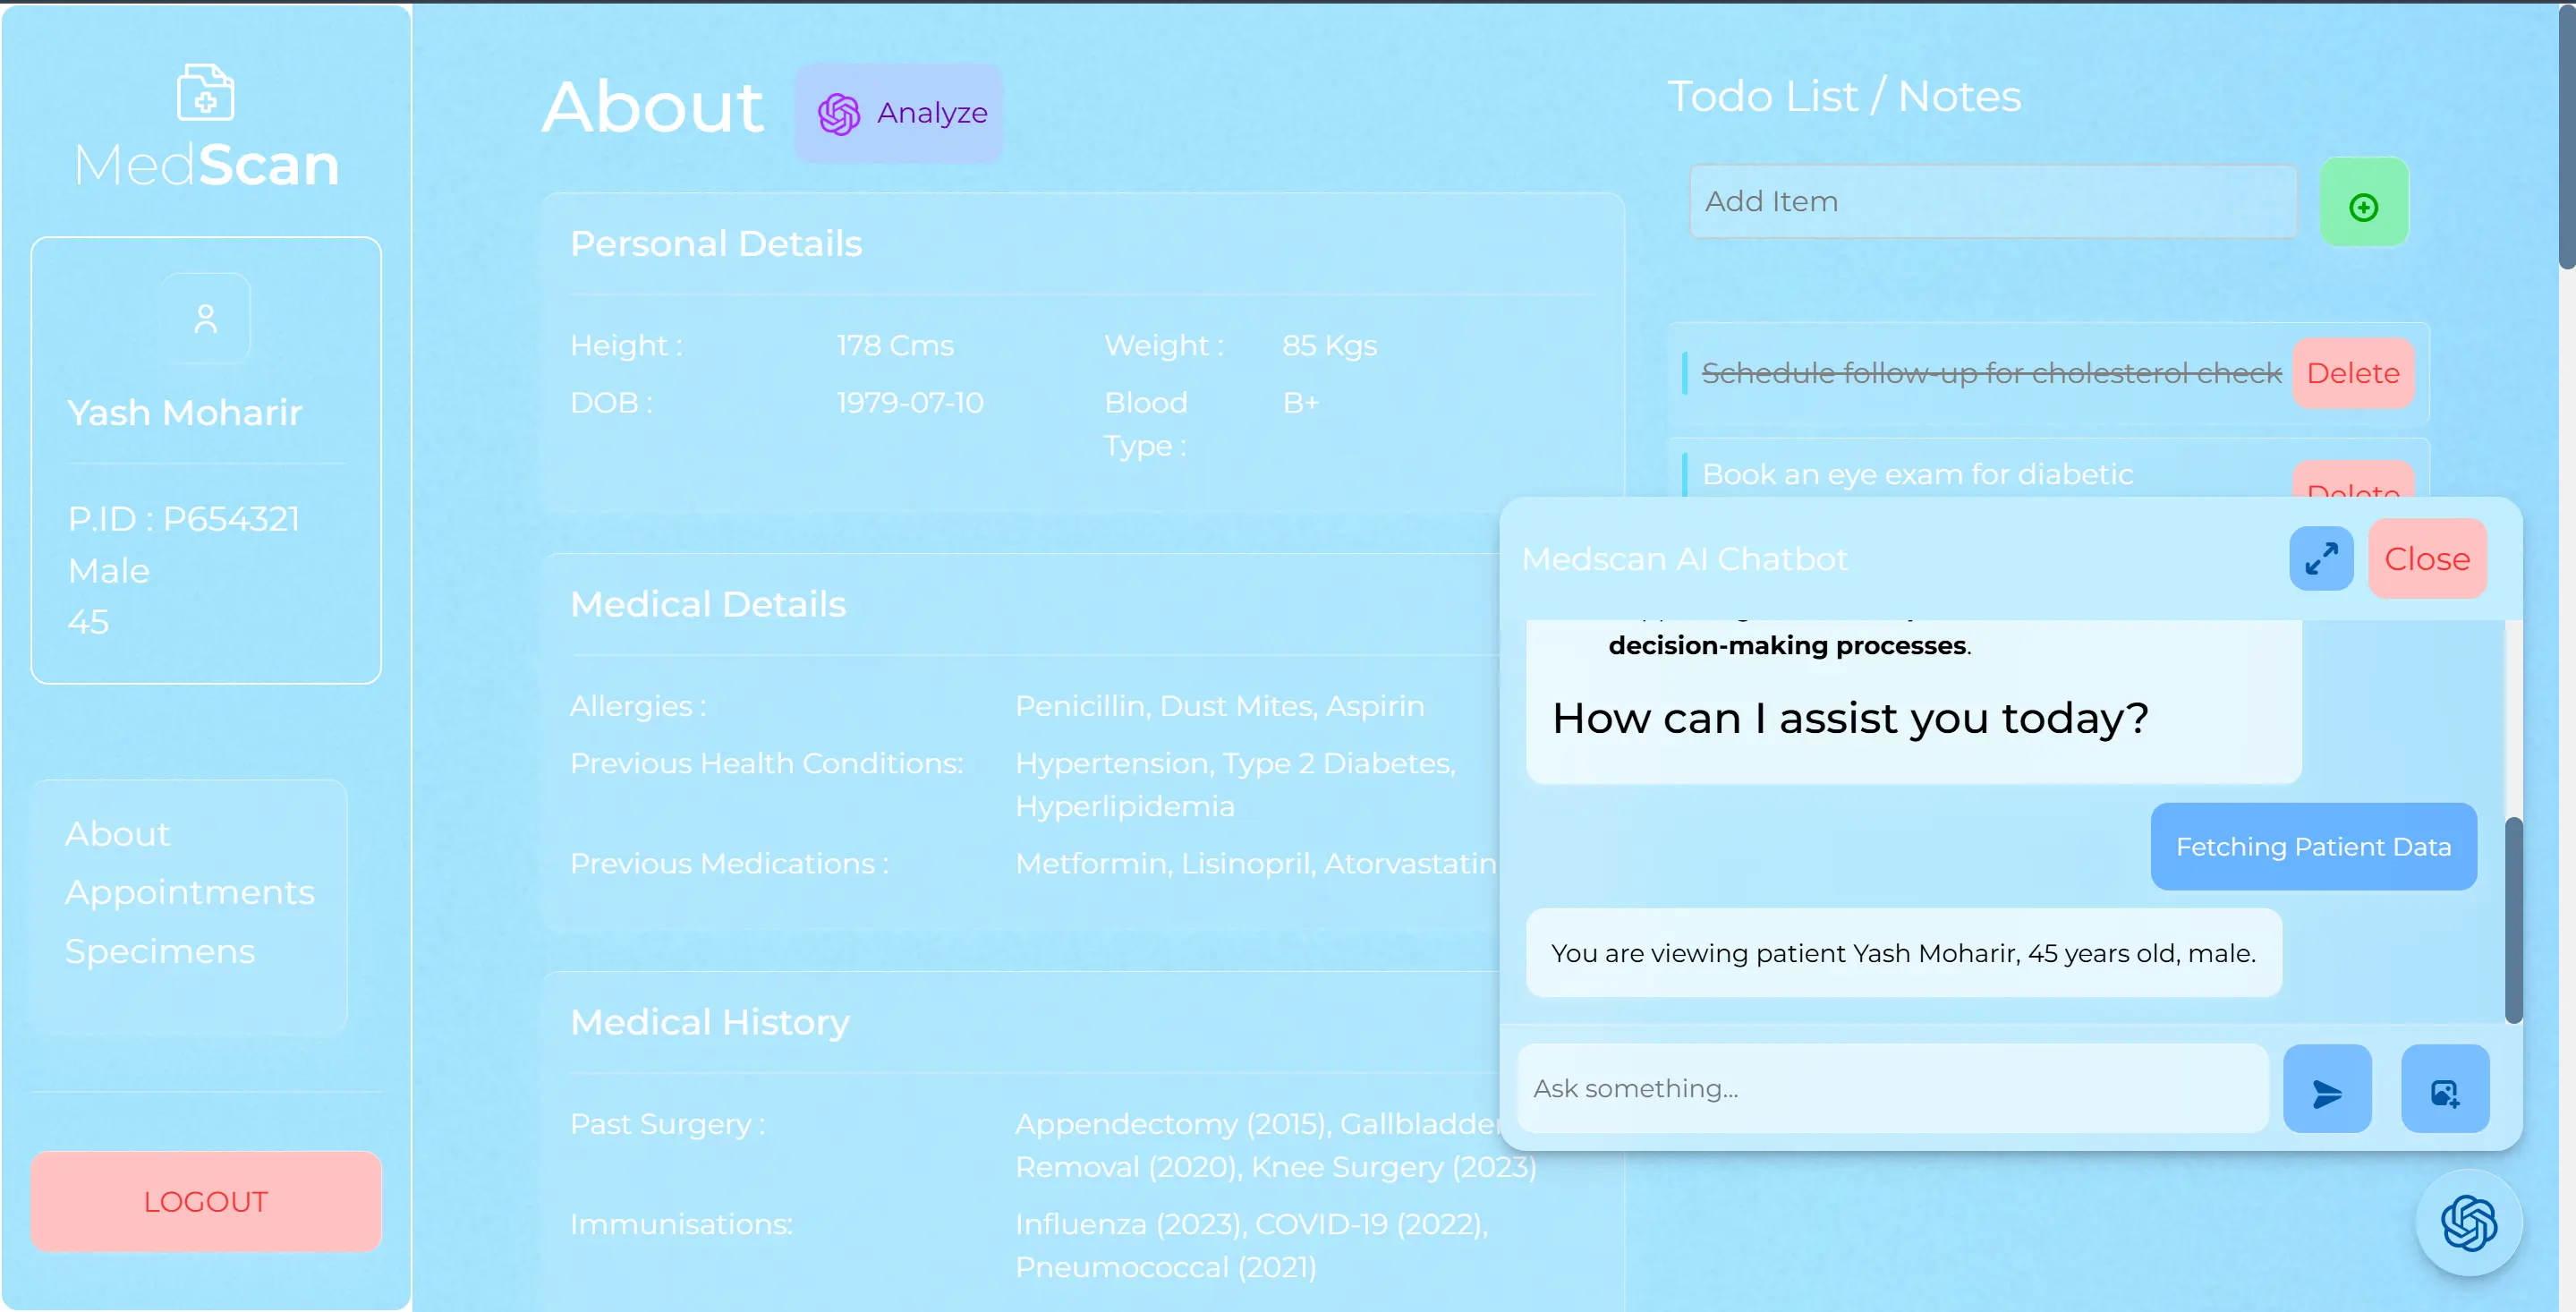 MedScan
Yash Moharir
P.ID : P654321
Male
45
About
Appointments
Specimens
LOGOUT
About
Analyze
Personal Details
Height : 178 Cms Weight : 85 Kgs
DOB : 1979-07-10 Blood Type : B+
Medical Details
Allergies : Penicillin, Dust Mites, Aspirin
Previous Health Conditions: Hypertension, Type 2 Diabetes,
Hyperlipidemia
Previous Medications : Metformin, Lisinopril, Atorvastatin
Medical History
Past Surgery : Appendectomy (2015), Gallbladder
Removal (2020), Knee Surgery (2023)
Immunisations: Influenza (2023), COVID-19 (2022),
Pneumococcal (2021)
Todo List / Notes
Add Item
Schedule follow-up for cholesterol check Delete
Book an eye exam for diabetic Delete
Medscan AI Chatbot
Close
decision-making processes.
How can I assist you today?
Fetching Patient Data
You are viewing patient Yash Moharir, 45 years old, male.
Ask something...